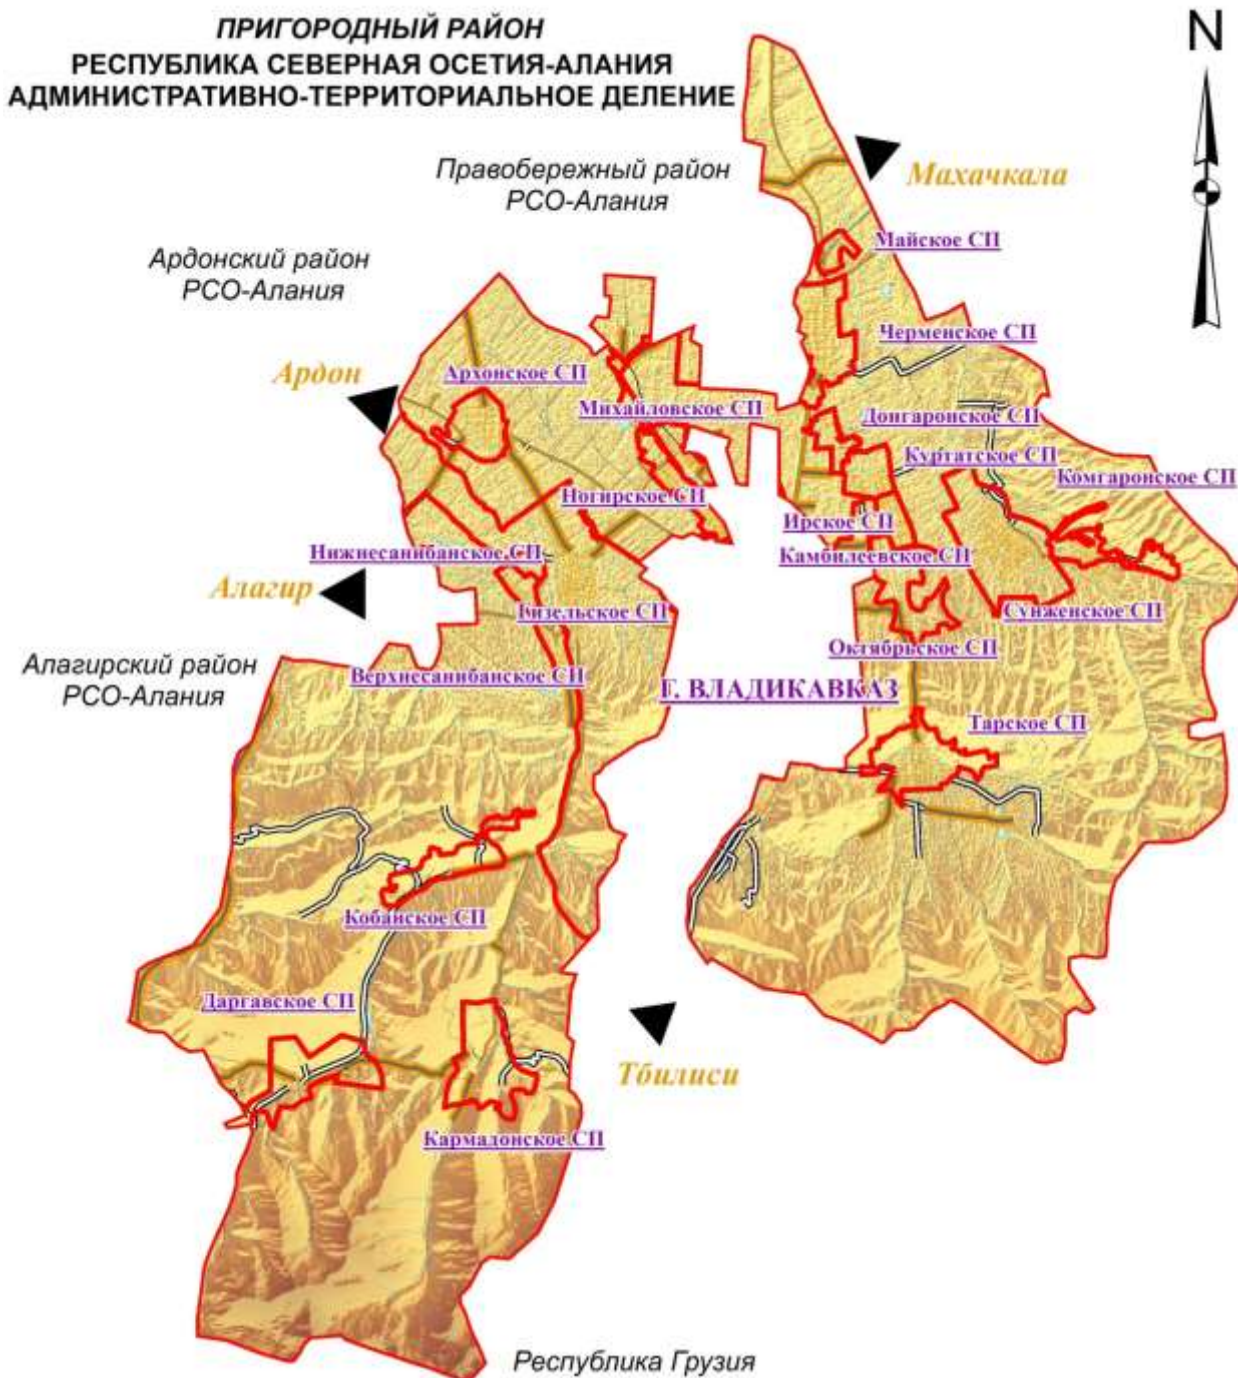 ПРИГОРОДНЫЙ РАЙОН
РЕСПУБЛИКА СЕВЕРНАЯ ОСЕТИЯ-АЛАНИЯ
АДМИНИСТРАТИВНО-ТЕРРИТОРИАЛЬНОЕ ДЕЛЕНИЕ
N
Правобережный район
РСО-Алания
Махачкала
Майское СП
Ардонский район
РСО-Алания
Черменское СП
Ардон
Архонское СП
Михайловское СП
Донгаронское СП
Куртатское СП
Комгаронское СП
Ногирское СП
Ирское СП
Нижнесанибанское СП
Камбилеевское СП
Алагир
Гизельское СП
Сунженское СП
Октябрьское СП
Алагирский район
РСО-Алания
Верхнесанибанское СП
Г. ВЛАДИКАВКАЗ
Тарское СП
Кобанское СП
Даргавское СП
Тбилиси
Кармадонское СП
Республика Грузия